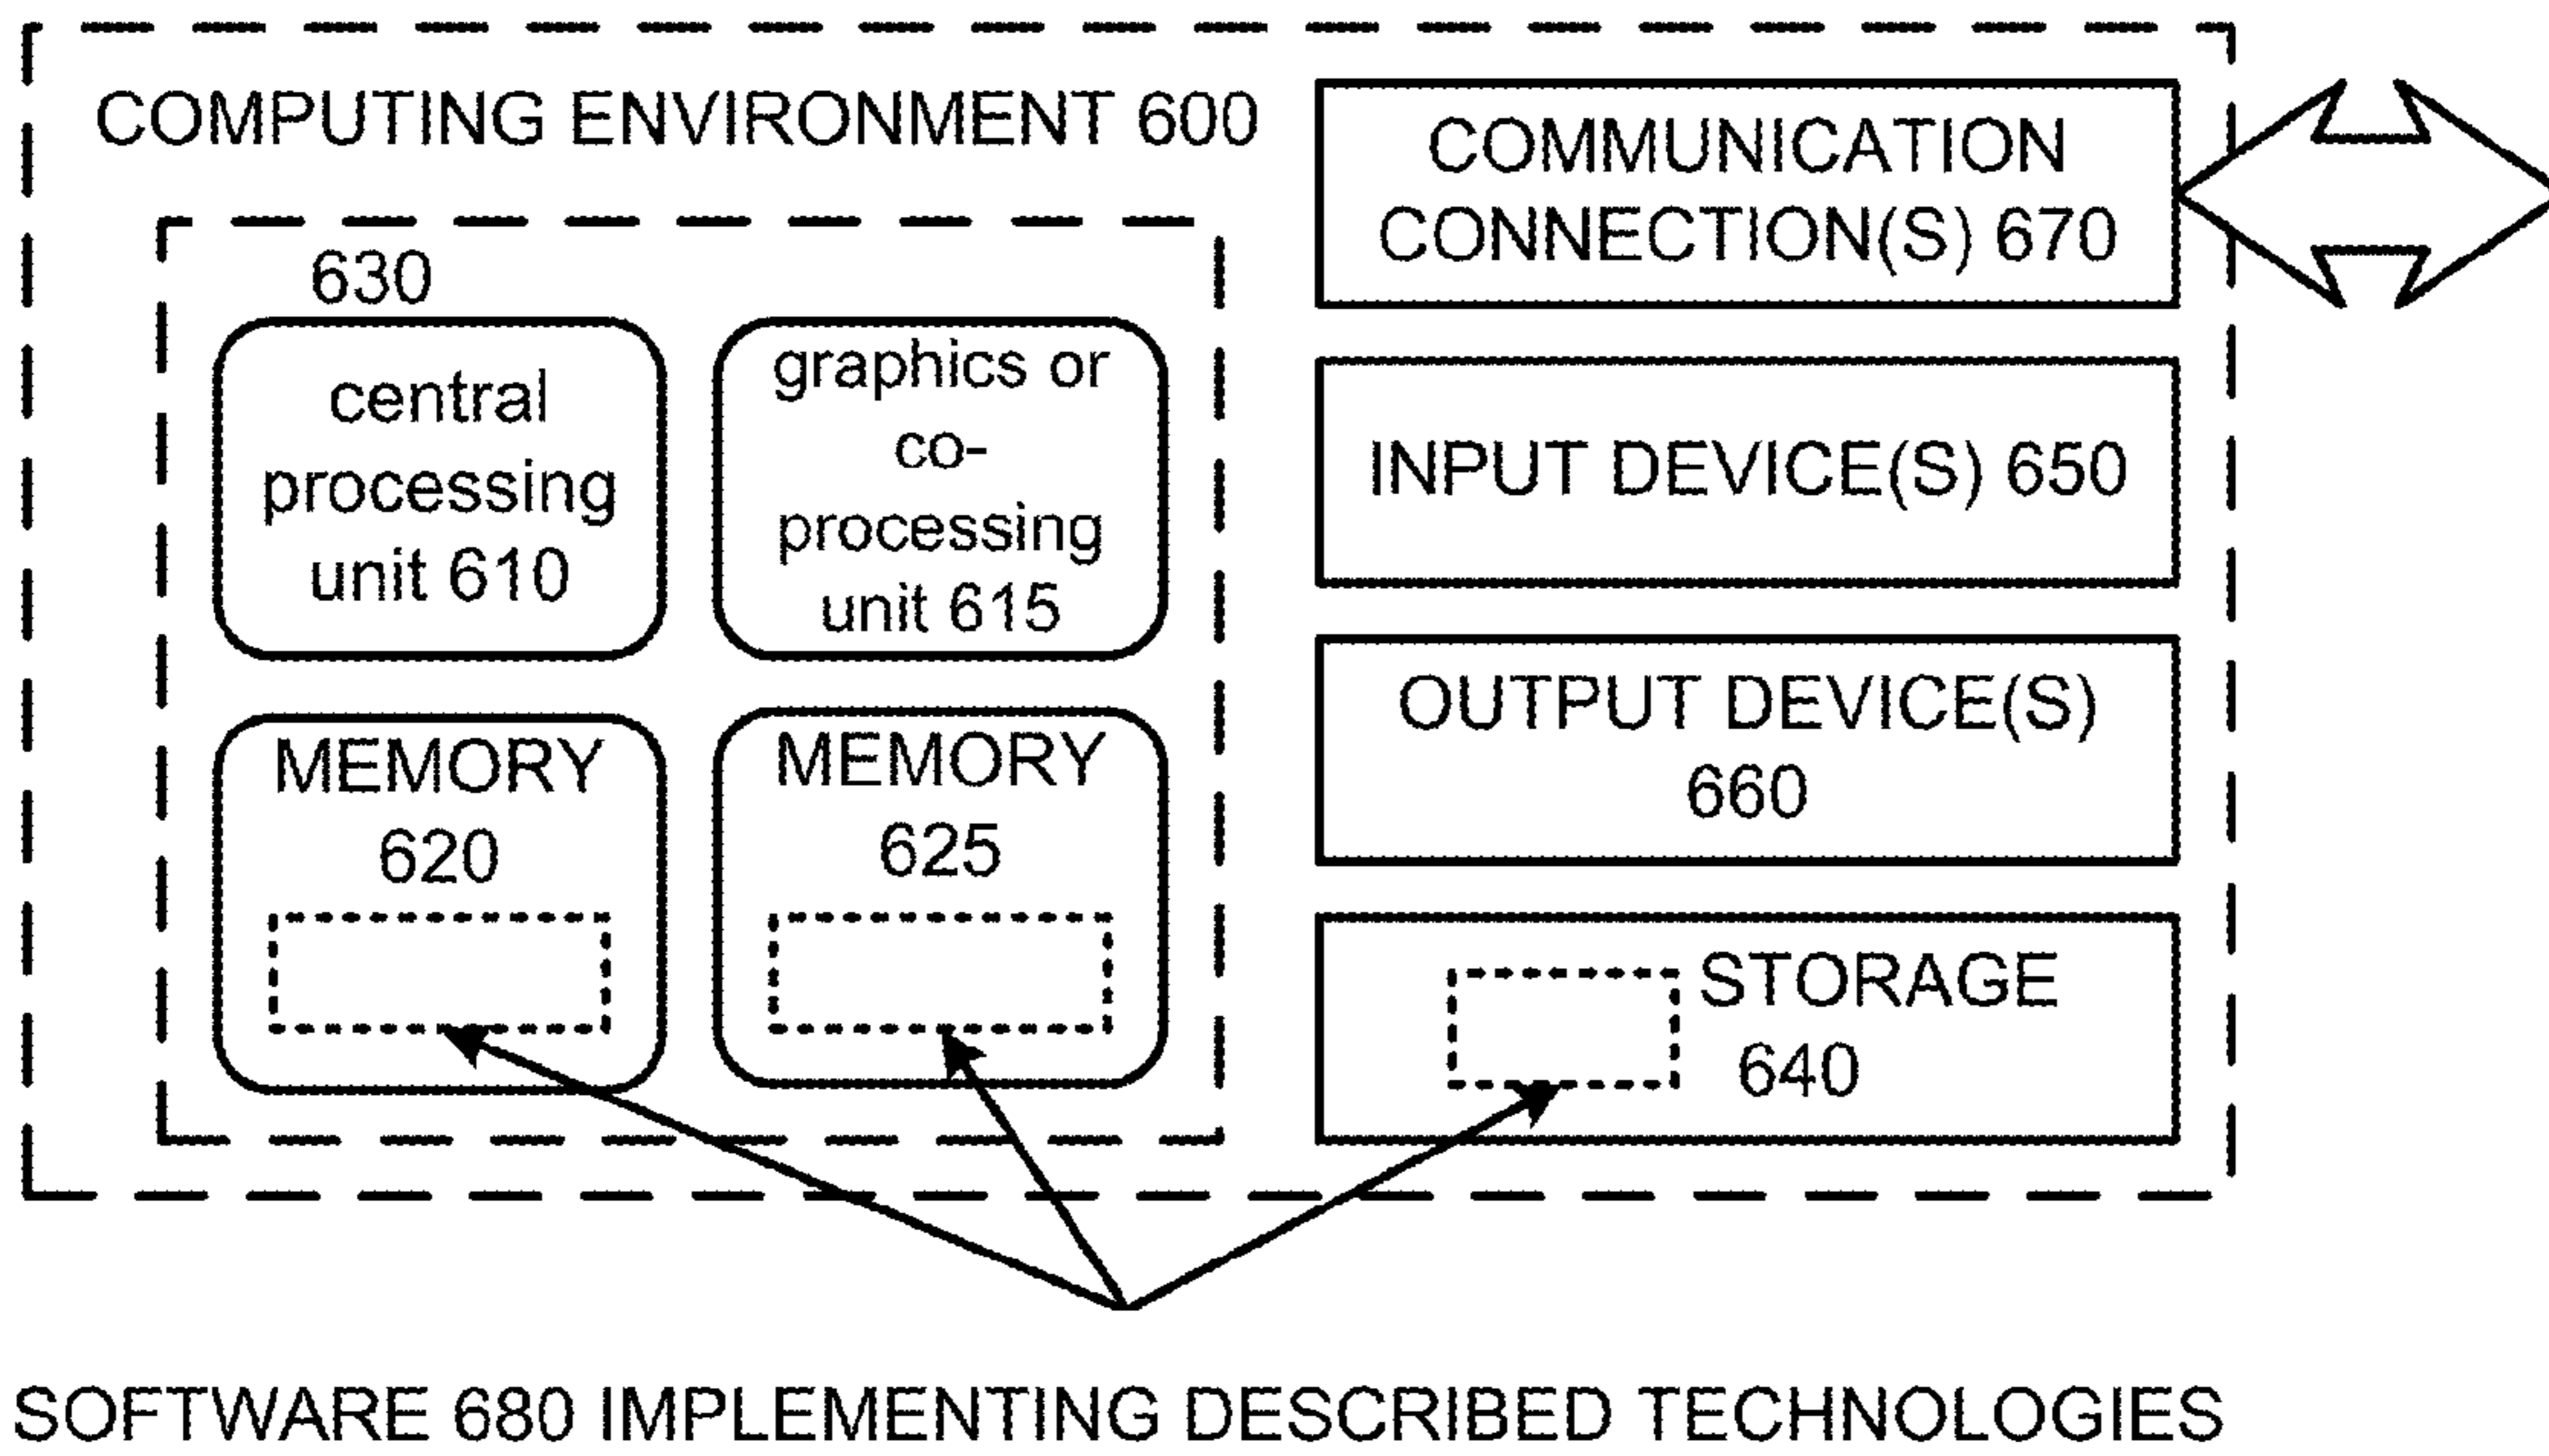 COMPUTING ENVIRONMENT 600
630
central
processing
unit 610
graphics or
co-
processing
unit 615
MEMORY
620
MEMORY
625
COMMUNICATION
CONNECTION(S) 670
INPUT DEVICE(S) 650
OUTPUT DEVICE(S)
660
STORAGE
640
SOFTWARE 680 IMPLEMENTING DESCRIBED TECHNOLOGIES